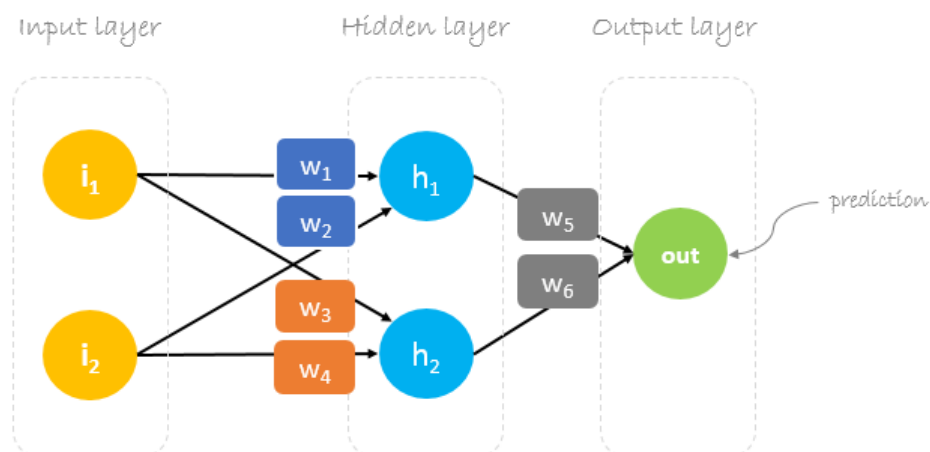 Input layer
Hidden layer
Output layer
i1
w1
h1
w2
w5
prediction
out
w6
w3
i2
w4
h2